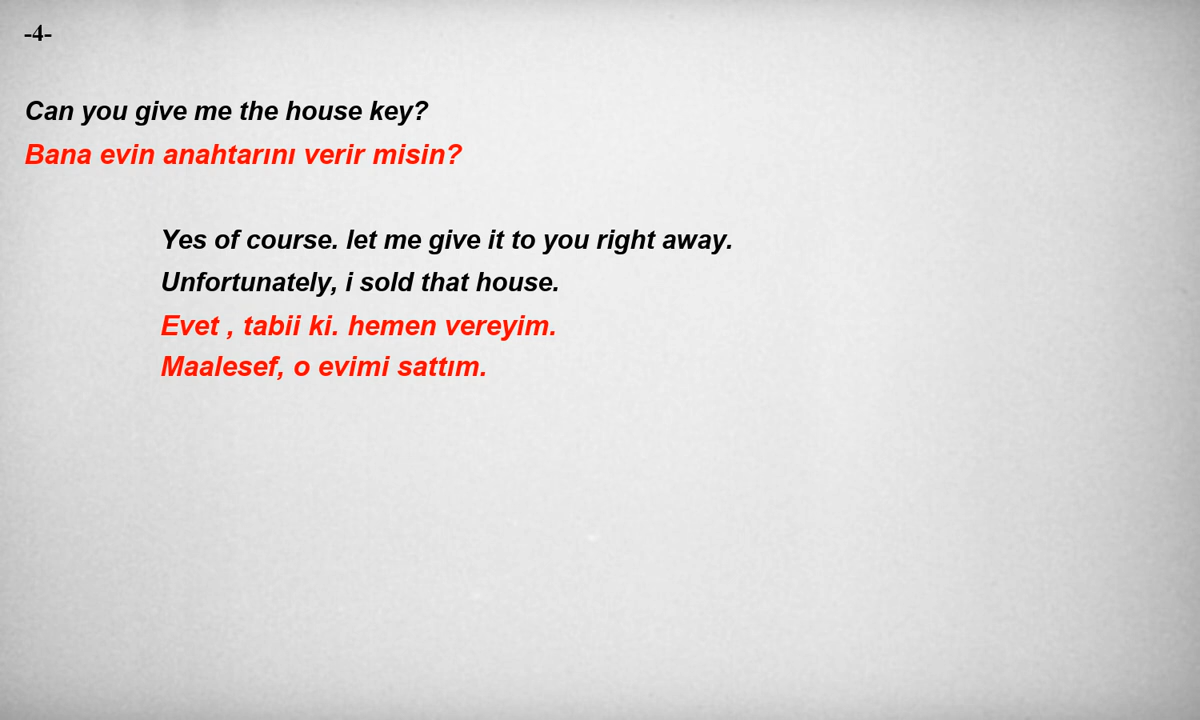 -4-
Can you give me the house key?
Bana evin anahtarını verir misin?
Yes of course. let me give it to you right away.
Unfortunately, i sold that house.
Evet , tabii ki. hemen vereyim.
Maalesef, o evimi sattım.